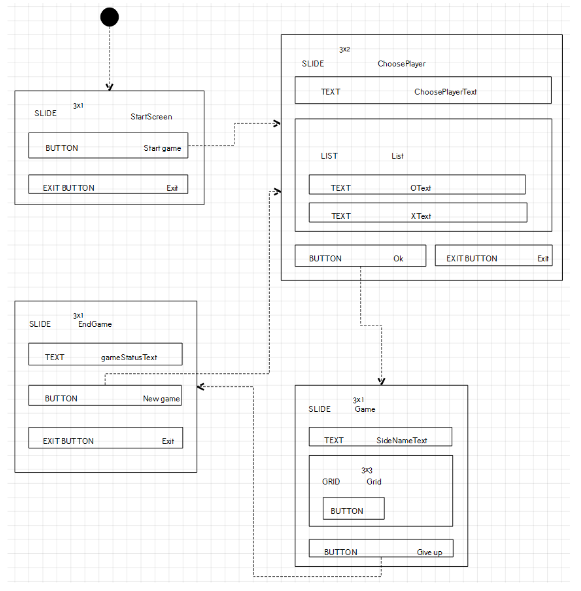 3x1
SLIDE StartScreen
BUTTON Start game
EXIT BUTTON Exit
3x2
SLIDE ChoosePlayer
TEXT ChoosePlayerText
LIST List
TEXT OText
TEXT XText
BUTTON Ok
EXIT BUTTON Exit
3x1
SLIDE EndGame
TEXT gameStatusText
BUTTON New game
EXIT BUTTON Exit
3x1
SLIDE Game
TEXT SideNameText
3x3
GRID Grid
BUTTON
BUTTON Give up